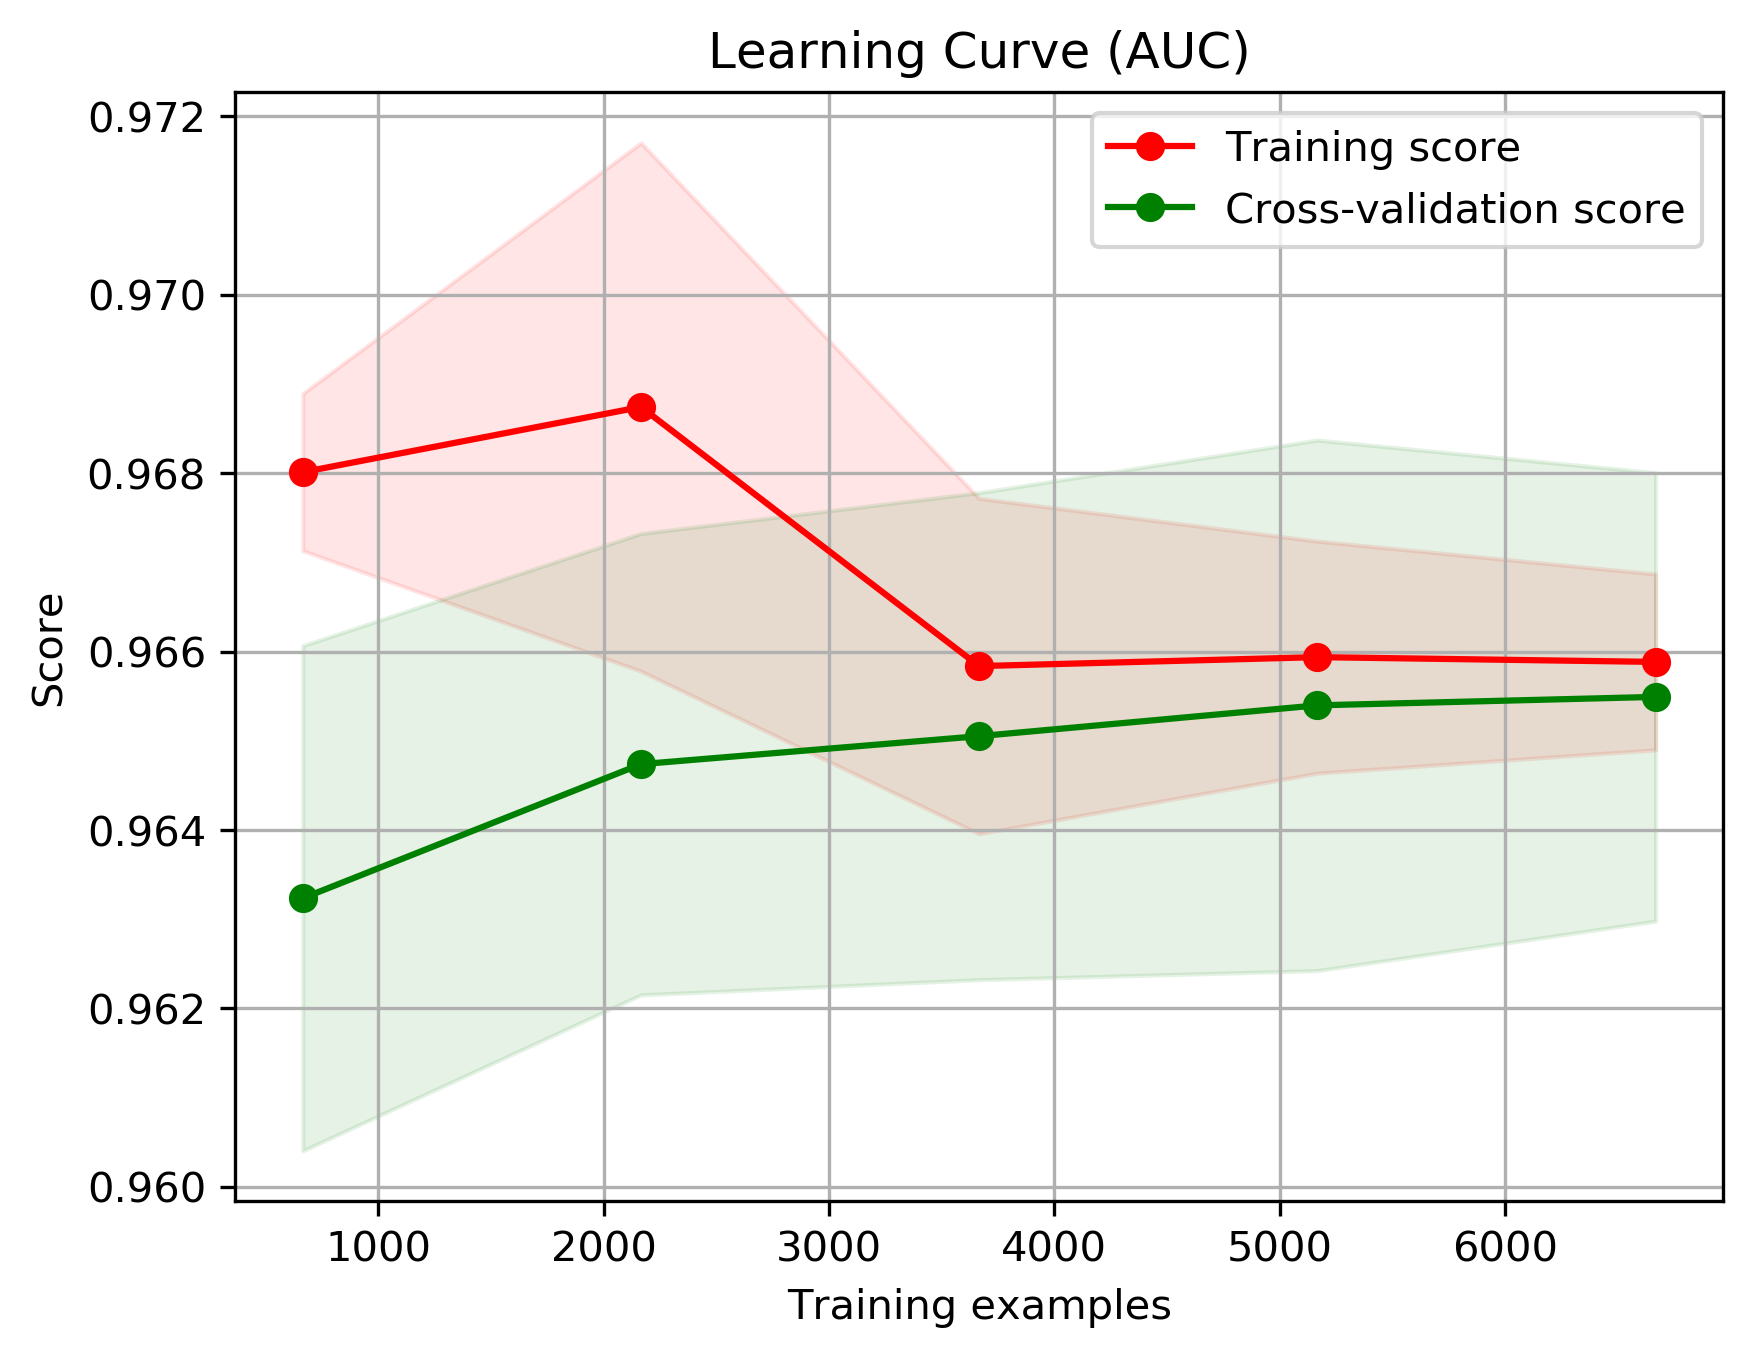 Learning Curve (AUC)
Training score
Cross-validation score
0.972
0.970
0.968
0.966
0.964
0.962
0.960
Score
1000 2000 3000 4000 5000 6000
Training examples